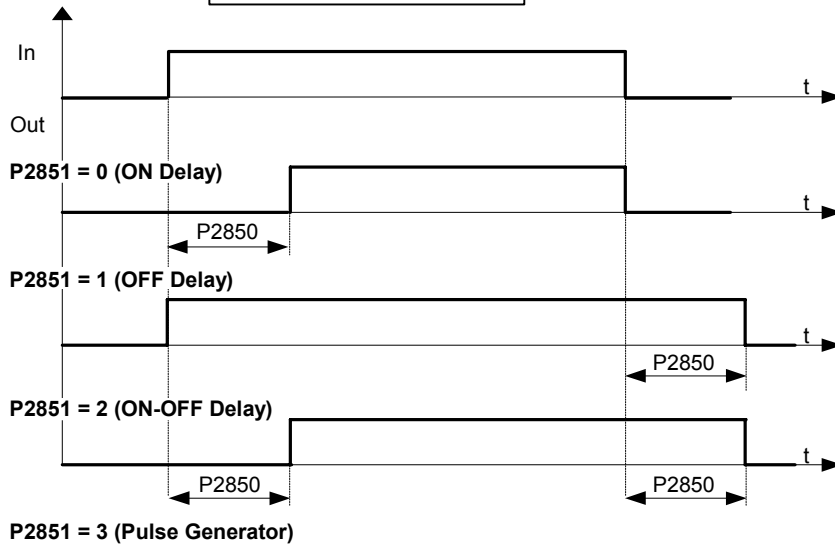 In
t
Out
P2851 = 0 (ON Delay)
t
P2850
P2851 = 1 (OFF Delay)
t
P2850
P2851 = 2 (ON-OFF Delay)
t
P2850 P2850
P2851 = 3 (Pulse Generator)